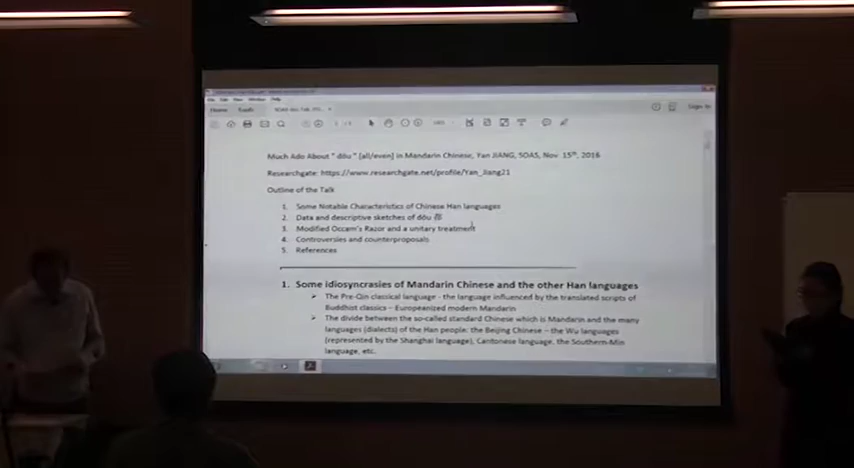 Sign In
Much Ado About " dōu " [all/even] in Mandarin Chinese, Yan JIANG, SOAS, Nov. 15th, 2016
Researchgate: https://www.researchgate.net/profile/Yan_Jiang21
Outline of the Talk
1. Some Notable Characteristics of Chinese Han languages
2. Data and descriptive sketches of dōu 都
3. Modified Occam's Razor and a unitary treatment
4. Controversies and counterproposals
5. References
1. Some idiosyncrasies of Mandarin Chinese and the other Han languages
➢ The Pre-Qin classical language - the language influenced by the translated scripts of
Buddhist classics – Europeanized modern Mandarin
➢ The divide between the so-called standard Chinese which is Mandarin and the many
languages (dialects) of the Han people: the Beijing Chinese – the Wu languages
(represented by the Shanghai language), Cantonese language, the Southern-Min
language, etc.